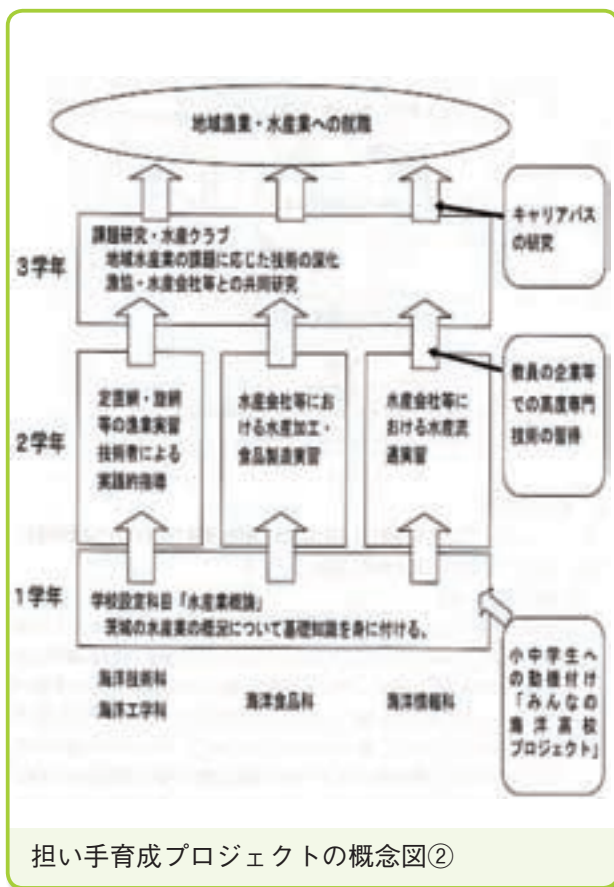 地域漁業・水産業への就職
キャリアパス
の研究
3学年
課題研究・水産クラブ
地域水産業の課題に応じた技術の深化
漁協・水産会社等との共同研究
教員の企業等
での高度専門
技術の習得
2学年
定置網・旋網
等の漁業実習
技術者による
実践的指導
水産会社等にお
ける水産加工・
食品製造実習
水産会社等に
おける水産流
通実習
1学年
学校設定科目「水産業概論」
茨城の水産業の概況について基礎知識を身に付ける。
小中学生へ
の動機付け
「みんなの
海洋高校
プロジェクト」
海洋技術科
海洋工学科
海洋食品科
海洋情報科
担い手育成プロジェクトの概念図②